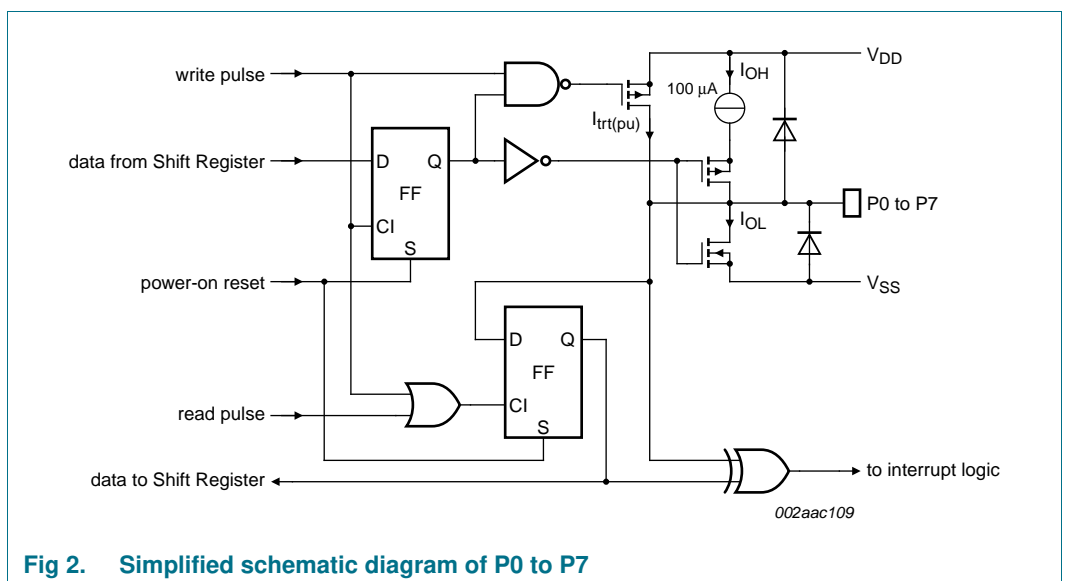 write pulse
data from Shift Register
power-on reset
read pulse
data to Shift Register
D
Q
FF
CI
S
D
Q
FF
CI
S
I_trt(pu)
100 μA
I_OH
I_OL
V_DD
P0 to P7
V_SS
to interrupt logic
002aac109
Fig 2. Simplified schematic diagram of P0 to P7